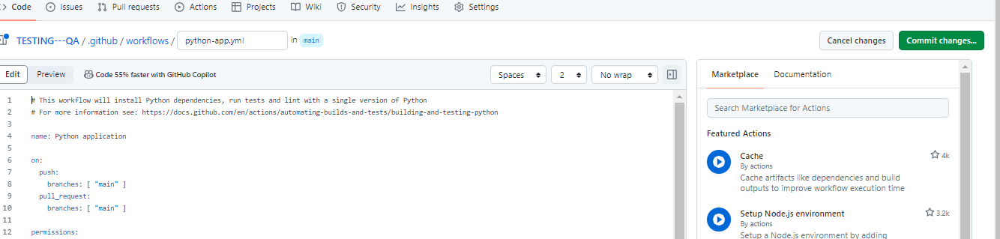 Code Issues Pull requests Actions Projects Wiki Security Insights Settings
TESTING---QA / .github / workflows / python-app.yml in main Cancel changes Commit changes...
Edit Preview Code 55% faster with GitHub Copilot Spaces 2 No wrap
1 # This workflow will install Python dependencies, run tests and lint with a single version of Python
2 # For more information see: https://docs.github.com/en/actions/automating-builds-and-tests/building-and-testing-python
3
4 name: Python application
5
6 on:
7 push:
8 branches: [ "main" ]
9 pull_request:
10 branches: [ "main" ]
11
12 permissions:
Marketplace Documentation
Search Marketplace for Actions
Featured Actions
Cache 4k
By actions
Cache artifacts like dependencies and build
outputs to improve workflow execution time
Setup Node.js environment 3.2k
By actions
Setup a Node.js environment by adding